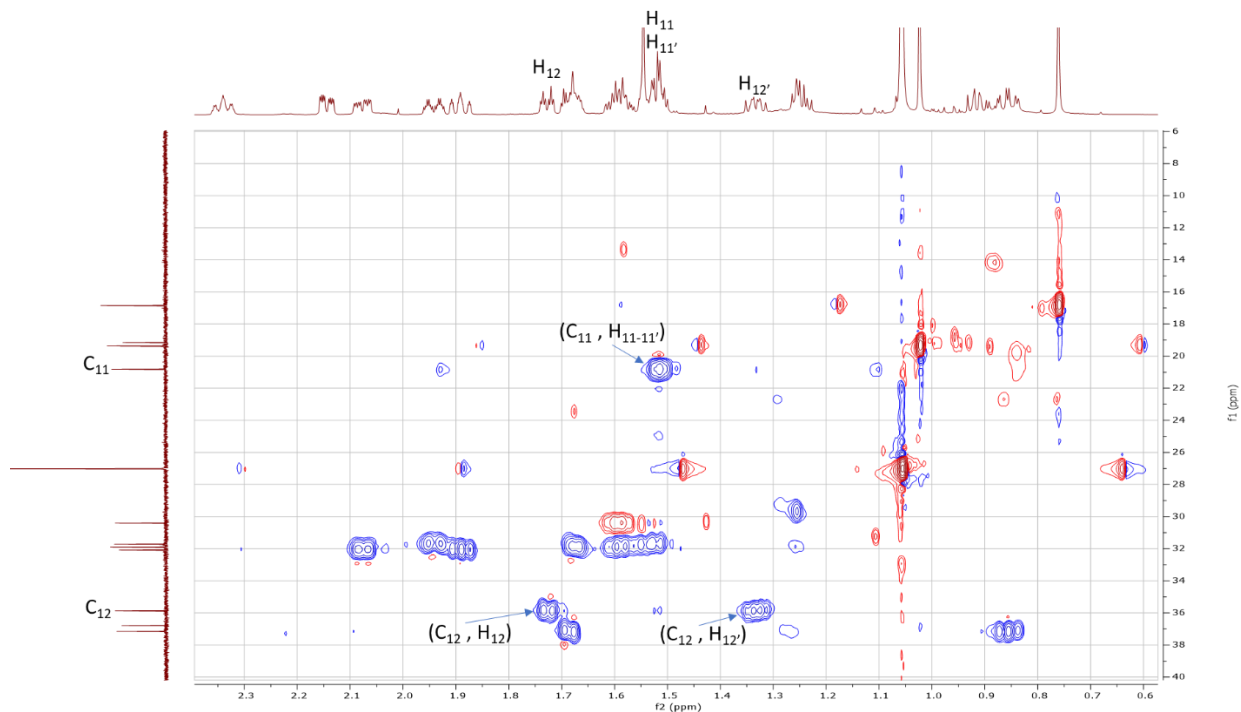 H₁₁
H₁₁'
H₁₂
H₁₂'
(C₁₁ , H₁₁₋₁₁')
C₁₁
C₁₂
(C₁₂ , H₁₂)
(C₁₂ , H₁₂')
6
8
10
12
14
16
18
20
22
24
26
28
30
32
34
36
38
40
f1 (ppm)
2.3 2.2 2.1 2.0 1.9 1.8 1.7 1.6 1.5 1.4 1.3 1.2 1.1 1.0 0.9 0.8 0.7 0.6
f2 (ppm)